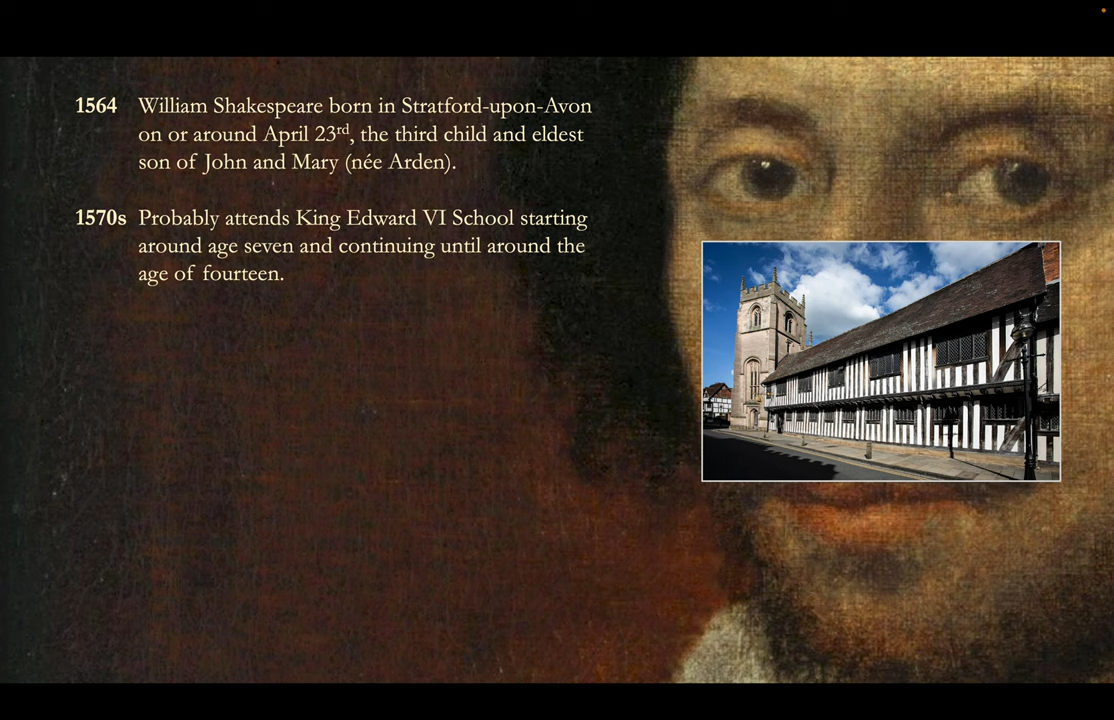 1564 William Shakespeare born in Stratford-upon-Avon
on or around April 23rd, the third child and eldest
son of John and Mary (née Arden).
1570s Probably attends King Edward VI School starting
around age seven and continuing until around the
age of fourteen.